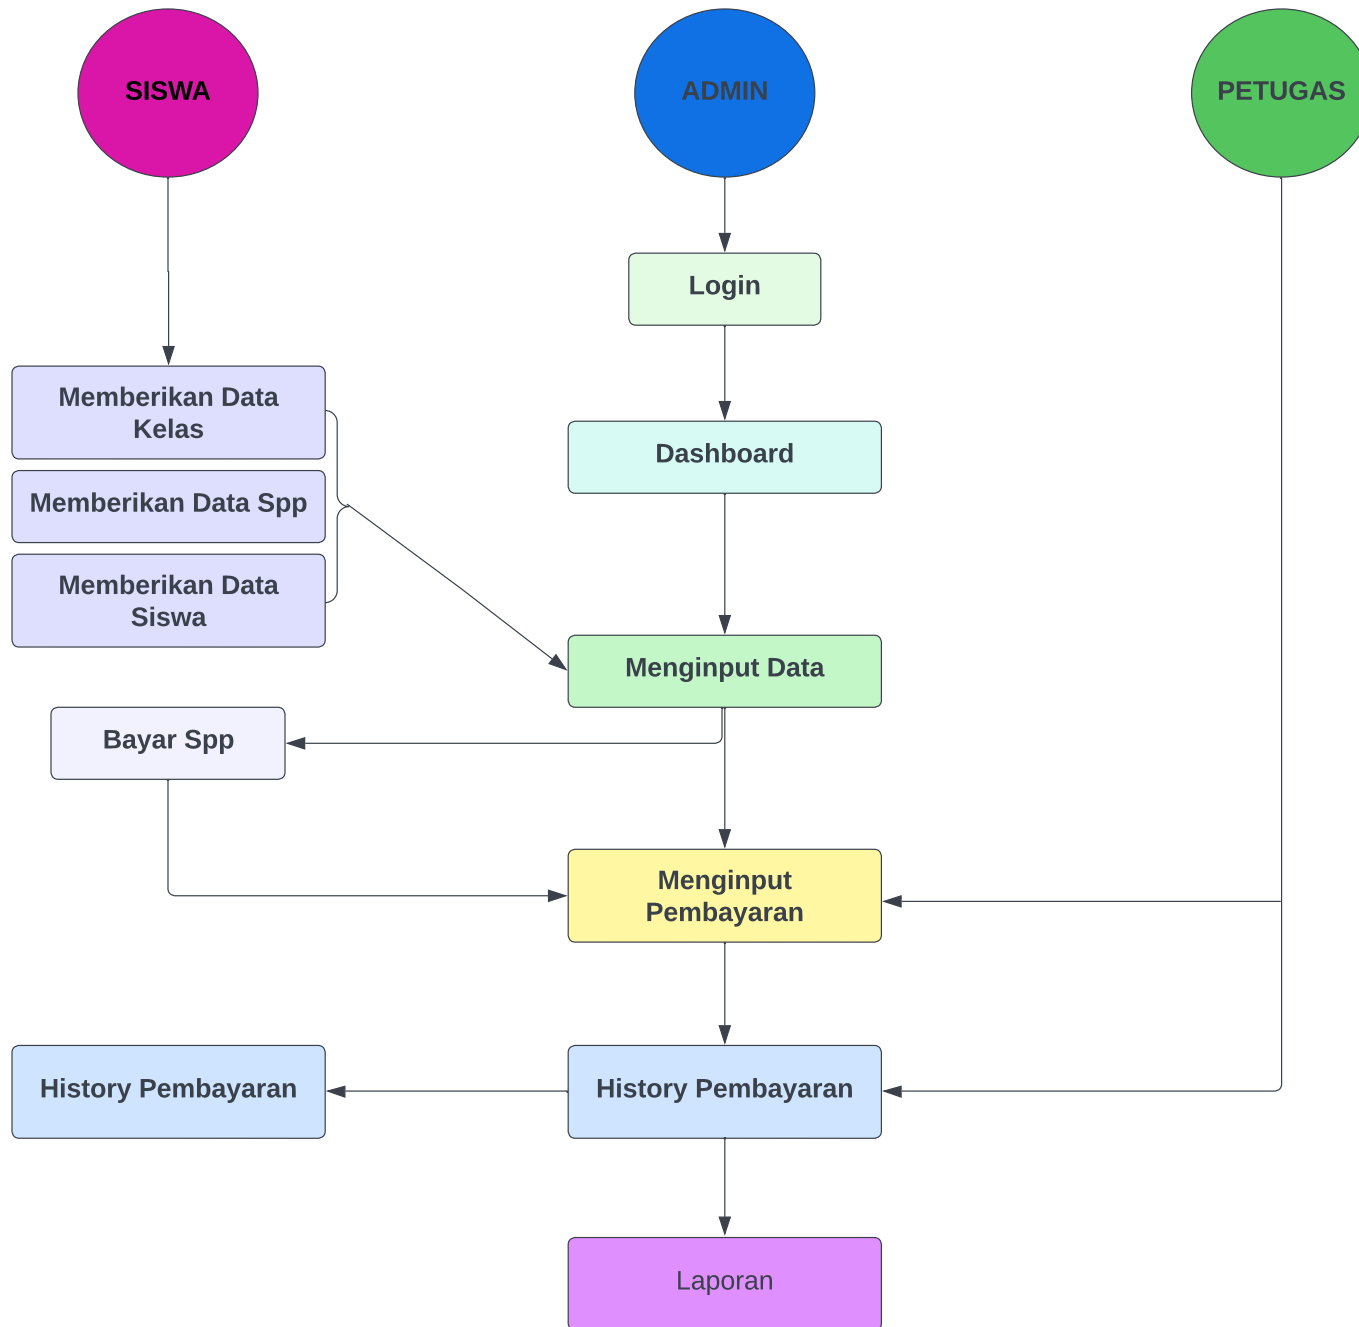 SISWA
ADMIN
PETUGAS
Login
Memberikan Data
Kelas
Dashboard
Memberikan Data Spp
Memberikan Data
Siswa
Menginput Data
Bayar Spp
Menginput
Pembayaran
History Pembayaran
History Pembayaran
Laporan